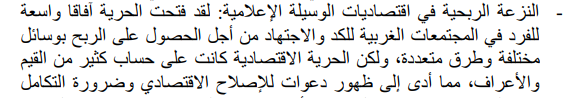 - النزعة الربحية في اقتصاديات الوسيلة الإعلامية: لقد فتحت الحرية آفاقا واسعة
للفرد في المجتمعات الغربية للكد والاجتهاد من أجل الحصول على الربح بوسائل
مختلفة وطرق متعددة، ولكن الحرية الاقتصادية كانت على حساب كثير من القيم
والأعراف، مما أدى إلى ظهور دعوات للإصلاح الاقتصادي وضرورة التكامل